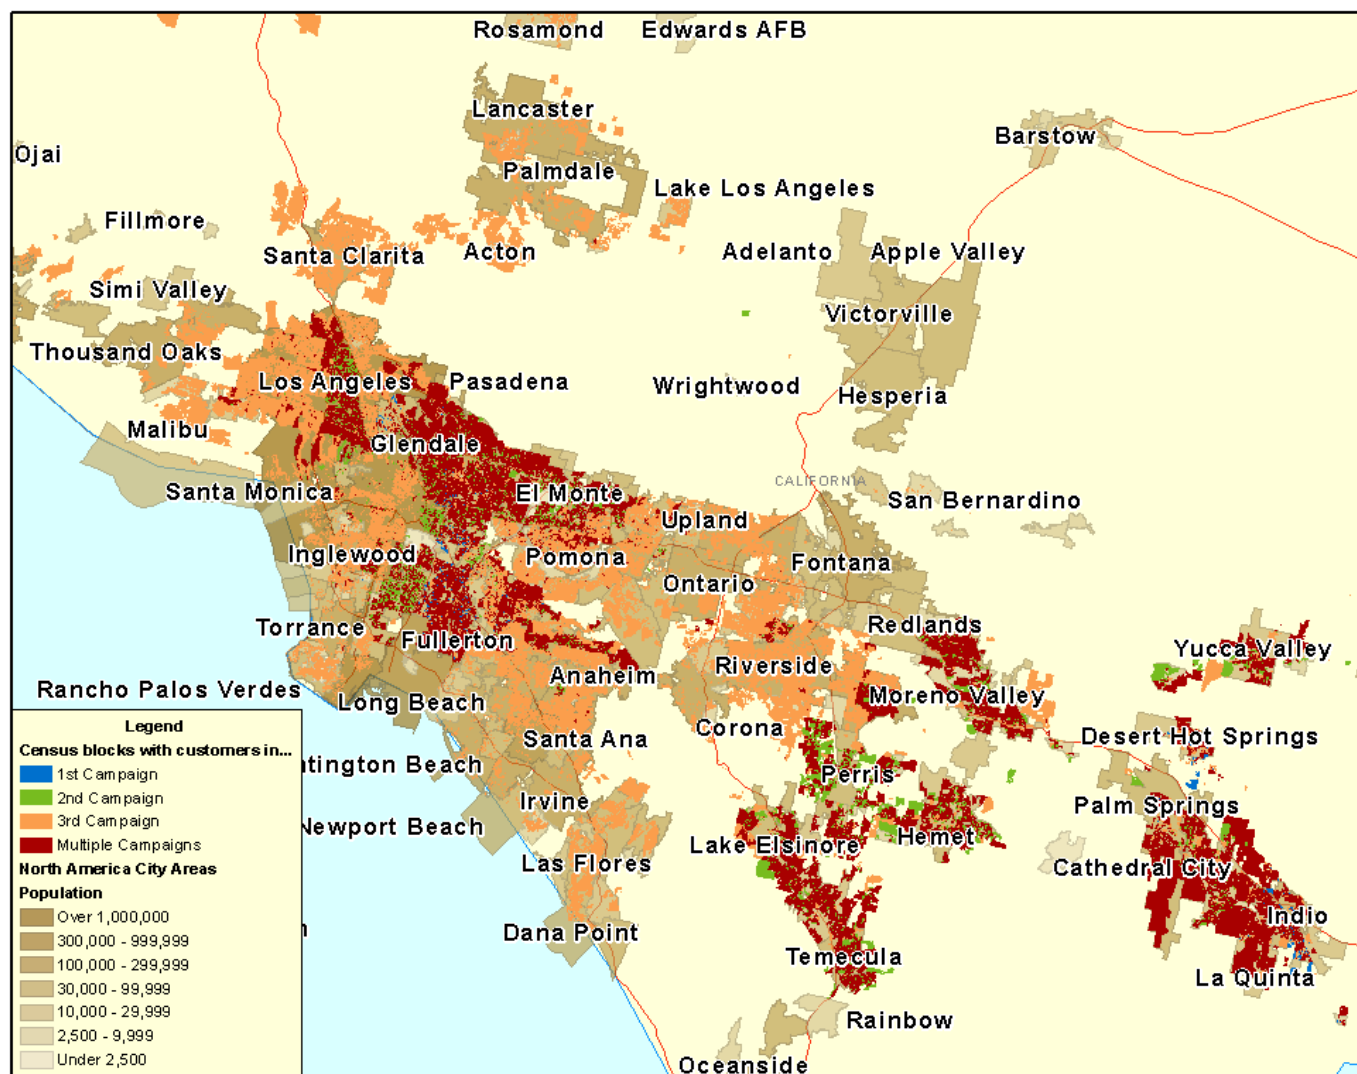 Rosamond
Edwards AFB
Lancaster
Barstow
Ojai
Palmdale
Lake Los Angeles
Fillmore
Santa Clarita
Acton
Adelanto
Apple Valley
Simi Valley
Victorville
Thousand Oaks
Los Angeles
Pasadena
Wrightwood
Hesperia
Malibu
Glendale
CALIFORNIA
Santa Monica
El Monte
San Bernardino
Upland
Inglewood
Pomona
Fontana
Ontario
Torrance
Fullerton
Redlands
Yucca Valley
Anaheim
Riverside
Rancho Palos Verdes
Long Beach
Moreno Valley
Corona
Santa Ana
Desert Hot Springs
ntington Beach
Perris
Irvine
Palm Springs
Newport Beach
Lake Elsinore
Hemet
Las Flores
Cathedral City
Indio
Dana Point
Temecula
La Quinta
Rainbow
Oceanside
Legend
Census blocks with customers in...
1st Campaign
2nd Campaign
3rd Campaign
Multiple Campaigns
North America City Areas
Population
Over 1,000,000
300,000 - 999,999
100,000 - 299,999
30,000 - 99,999
10,000 - 29,999
2,500 - 9,999
Under 2,500